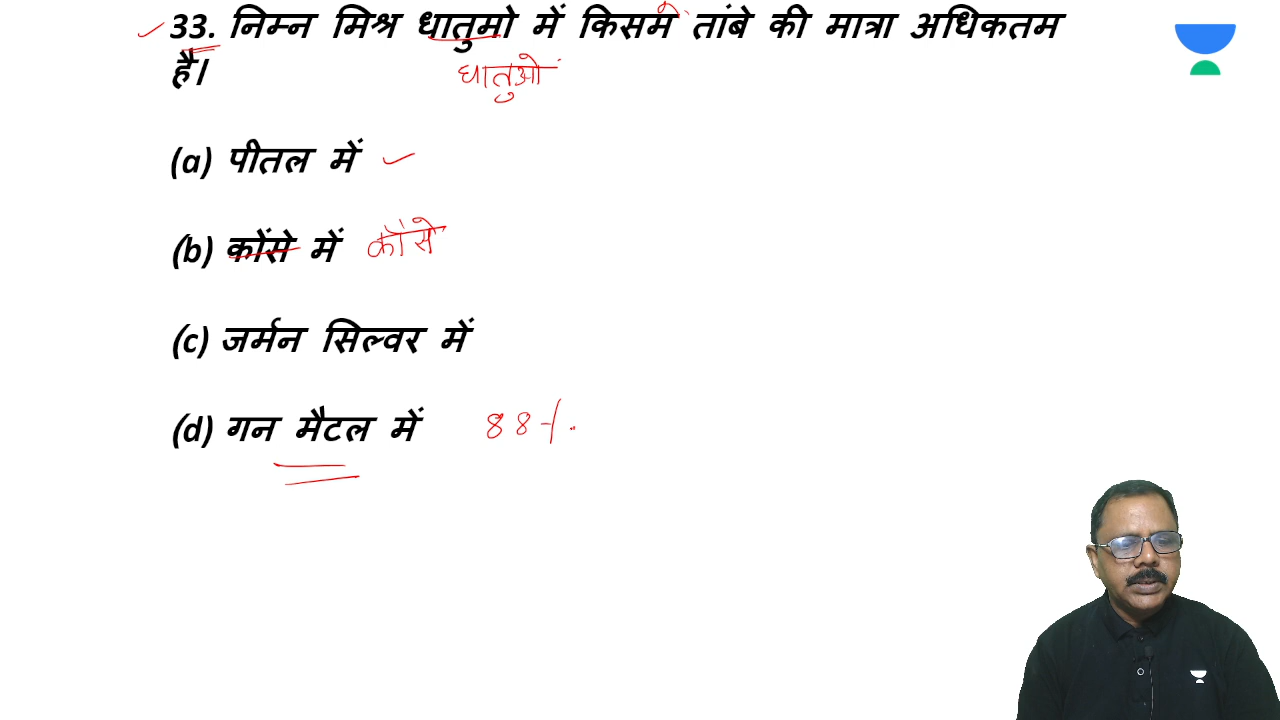 33. निम्न मिश्र धातुमो में किसमे तांबे की मात्रा अधिकतम
है।
धातुओं
(a) पीतल में
(b) कोंसे में काँसे
(c) जर्मन सिल्वर में
(d) गन मैटल में 88%